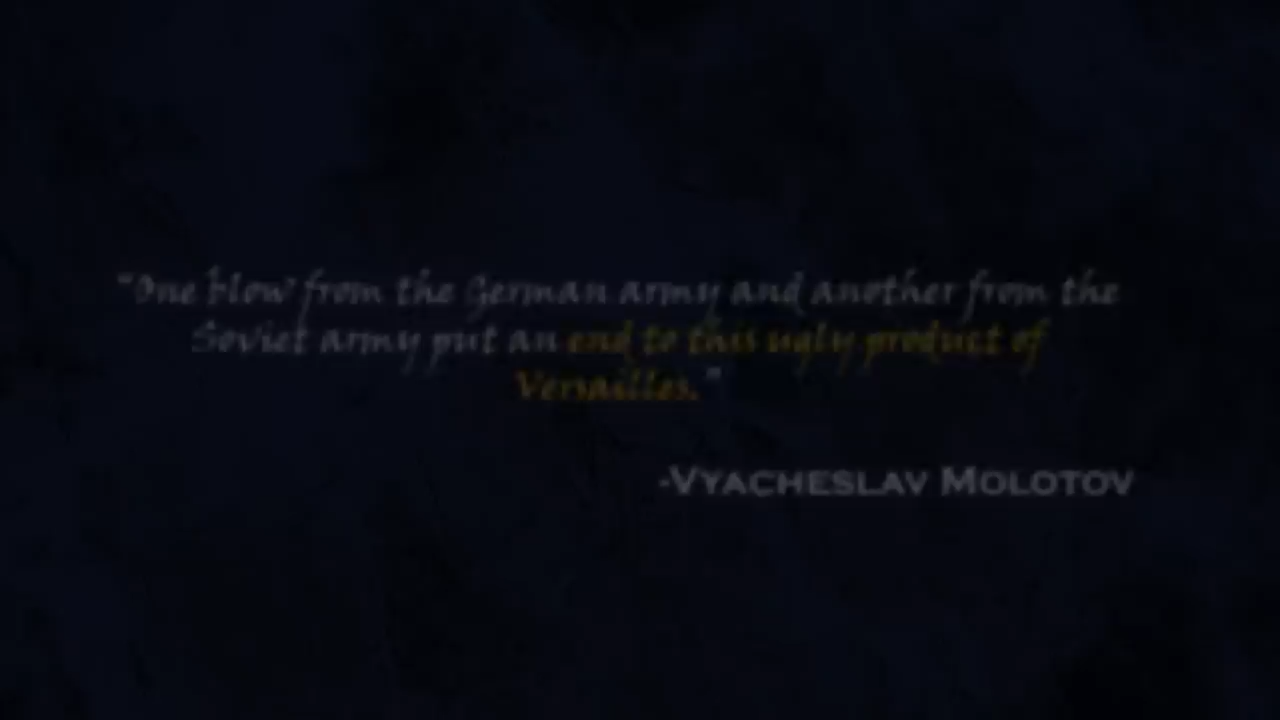 "One blow from the German army and another from the
Soviet army put an end to this ugly product of
Versailles."
-Vyacheslav Molotov